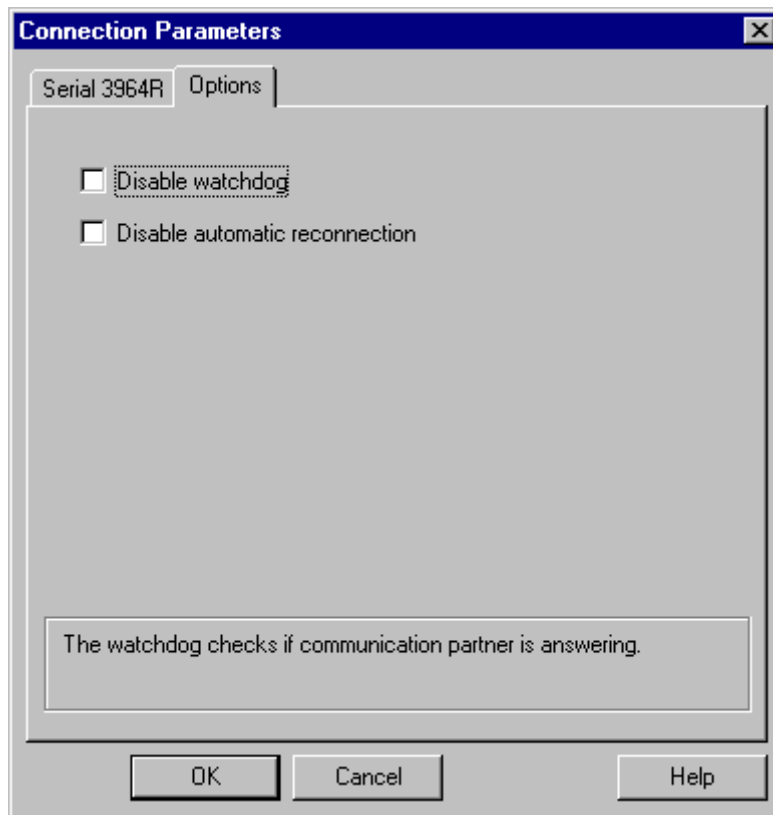 Connection Parameters
Serial 3964R Options
Disable watchdog
Disable automatic reconnection
The watchdog checks if communication partner is answering.
OK Cancel Help